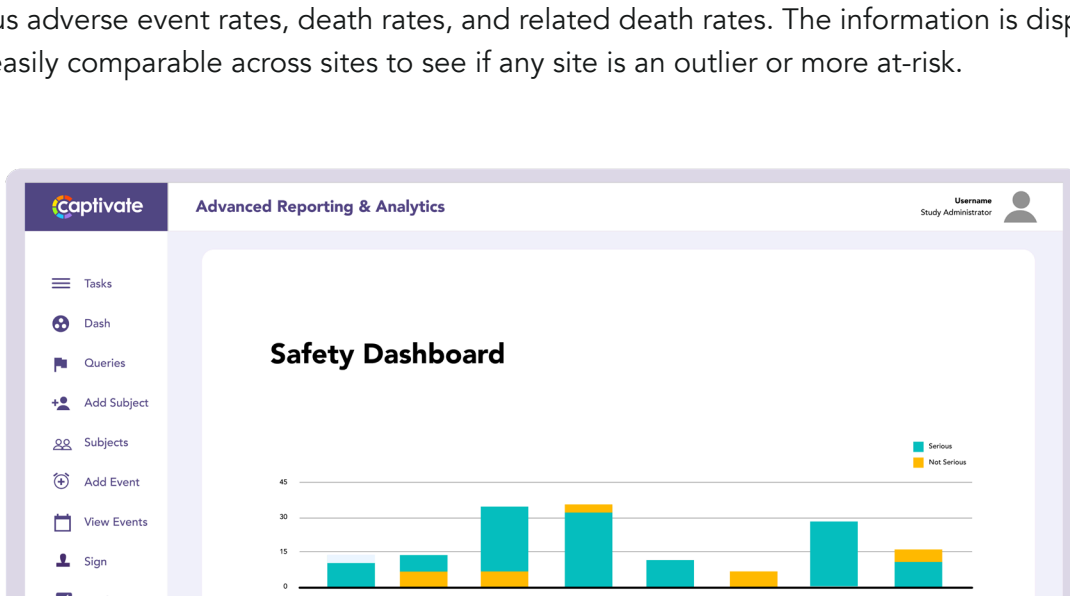 us adverse event rates, death rates, and related death rates. The information is disp
easily comparable across sites to see if any site is an outlier or more at-risk.
captivate
Advanced Reporting & Analytics
Username
Study Administrator
Tasks
Dash
Queries
Add Subject
Subjects
Add Event
View Events
Sign
Safety Dashboard
Serious
Not Serious
45
30
15
0